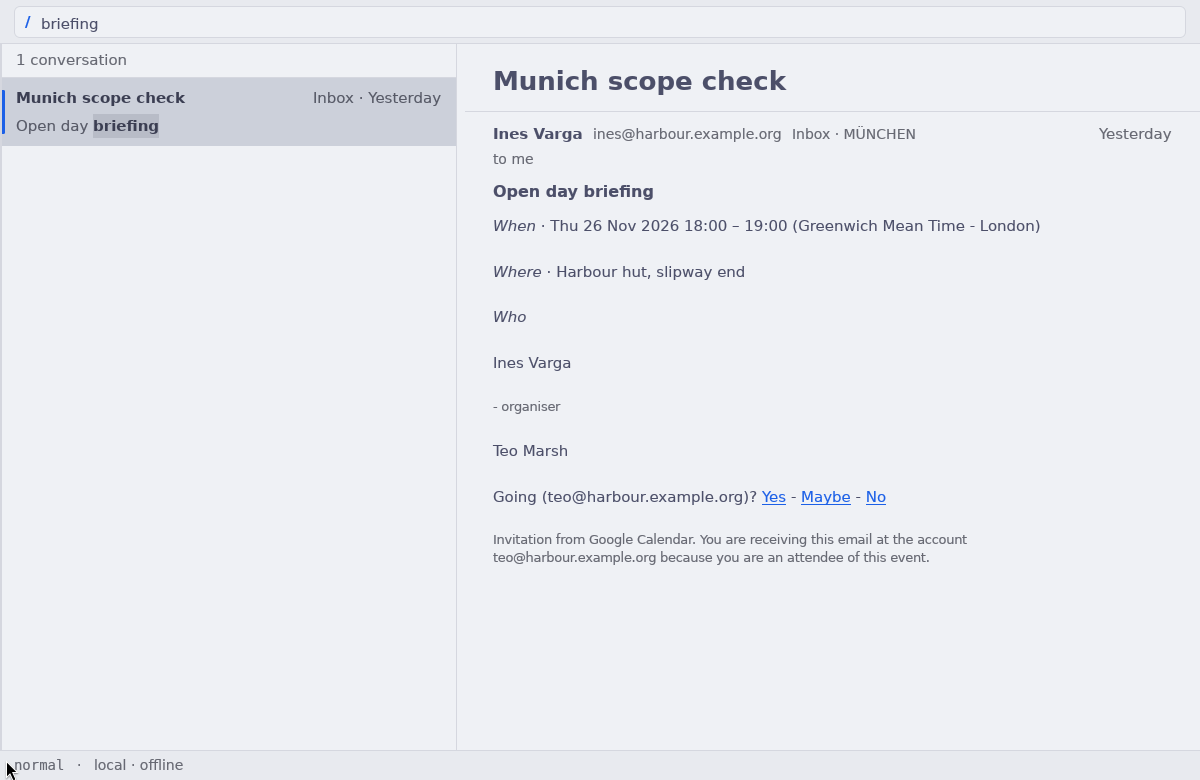 / briefing
1 conversation
Munich scope check Inbox · Yesterday
Open day briefing
Munich scope check
Ines Varga ines@harbour.example.org Inbox · MÜNCHEN Yesterday
to me
Open day briefing
When · Thu 26 Nov 2026 18:00 – 19:00 (Greenwich Mean Time - London)
Where · Harbour hut, slipway end
Who
Ines Varga
- organiser
Teo Marsh
Going (teo@harbour.example.org)? Yes - Maybe - No
Invitation from Google Calendar. You are receiving this email at the account
teo@harbour.example.org because you are an attendee of this event.
normal · local · offline